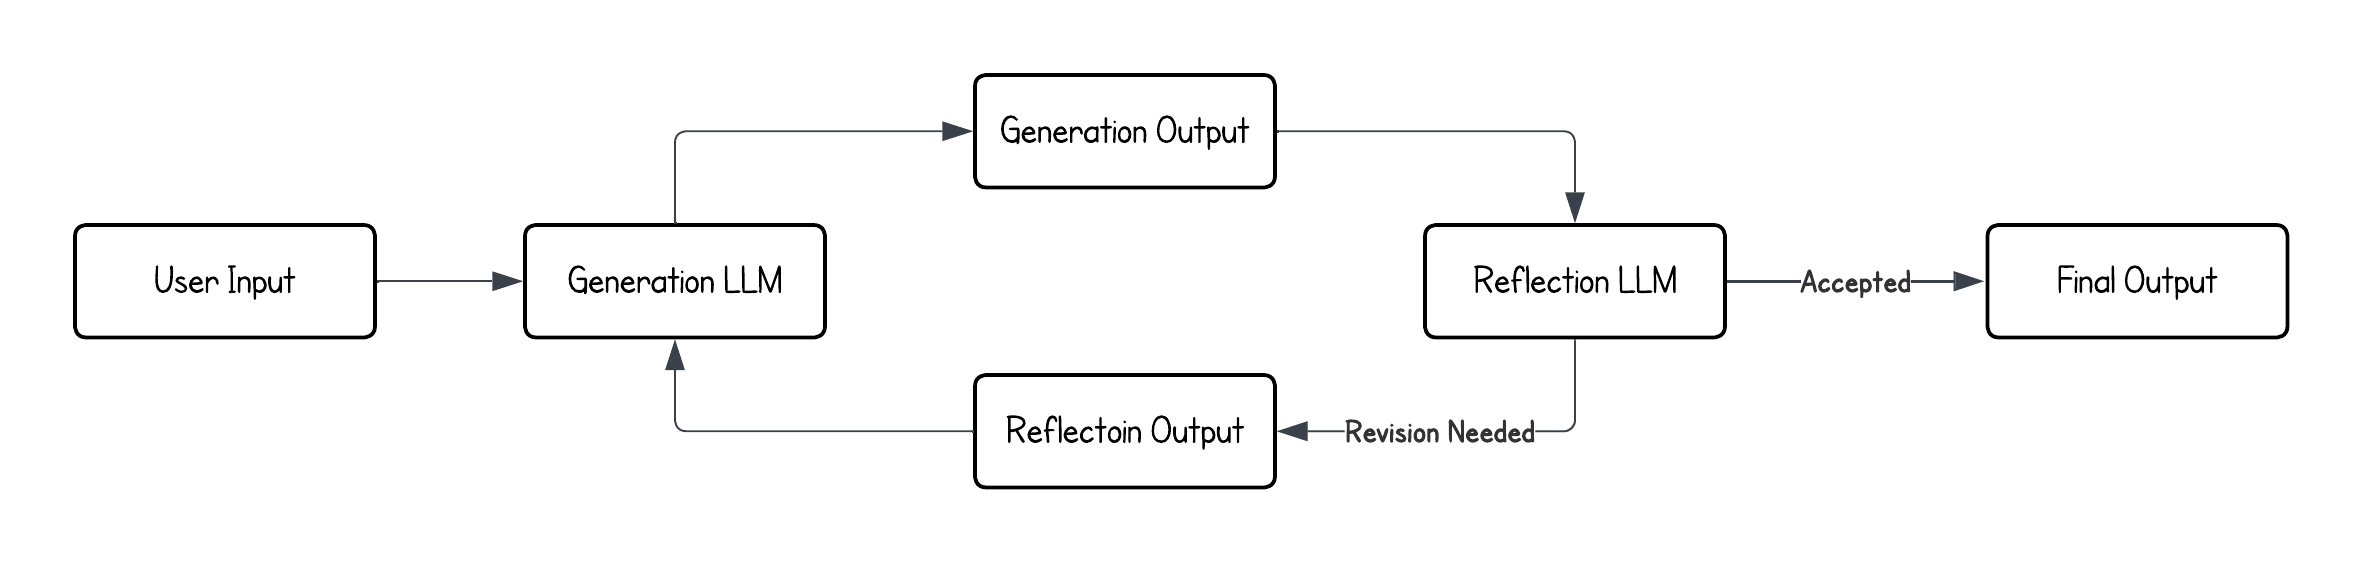 Generation Output
User Input
Generation LLM
Reflection LLM
Accepted
Final Output
Reflectoin Output
Revision Needed